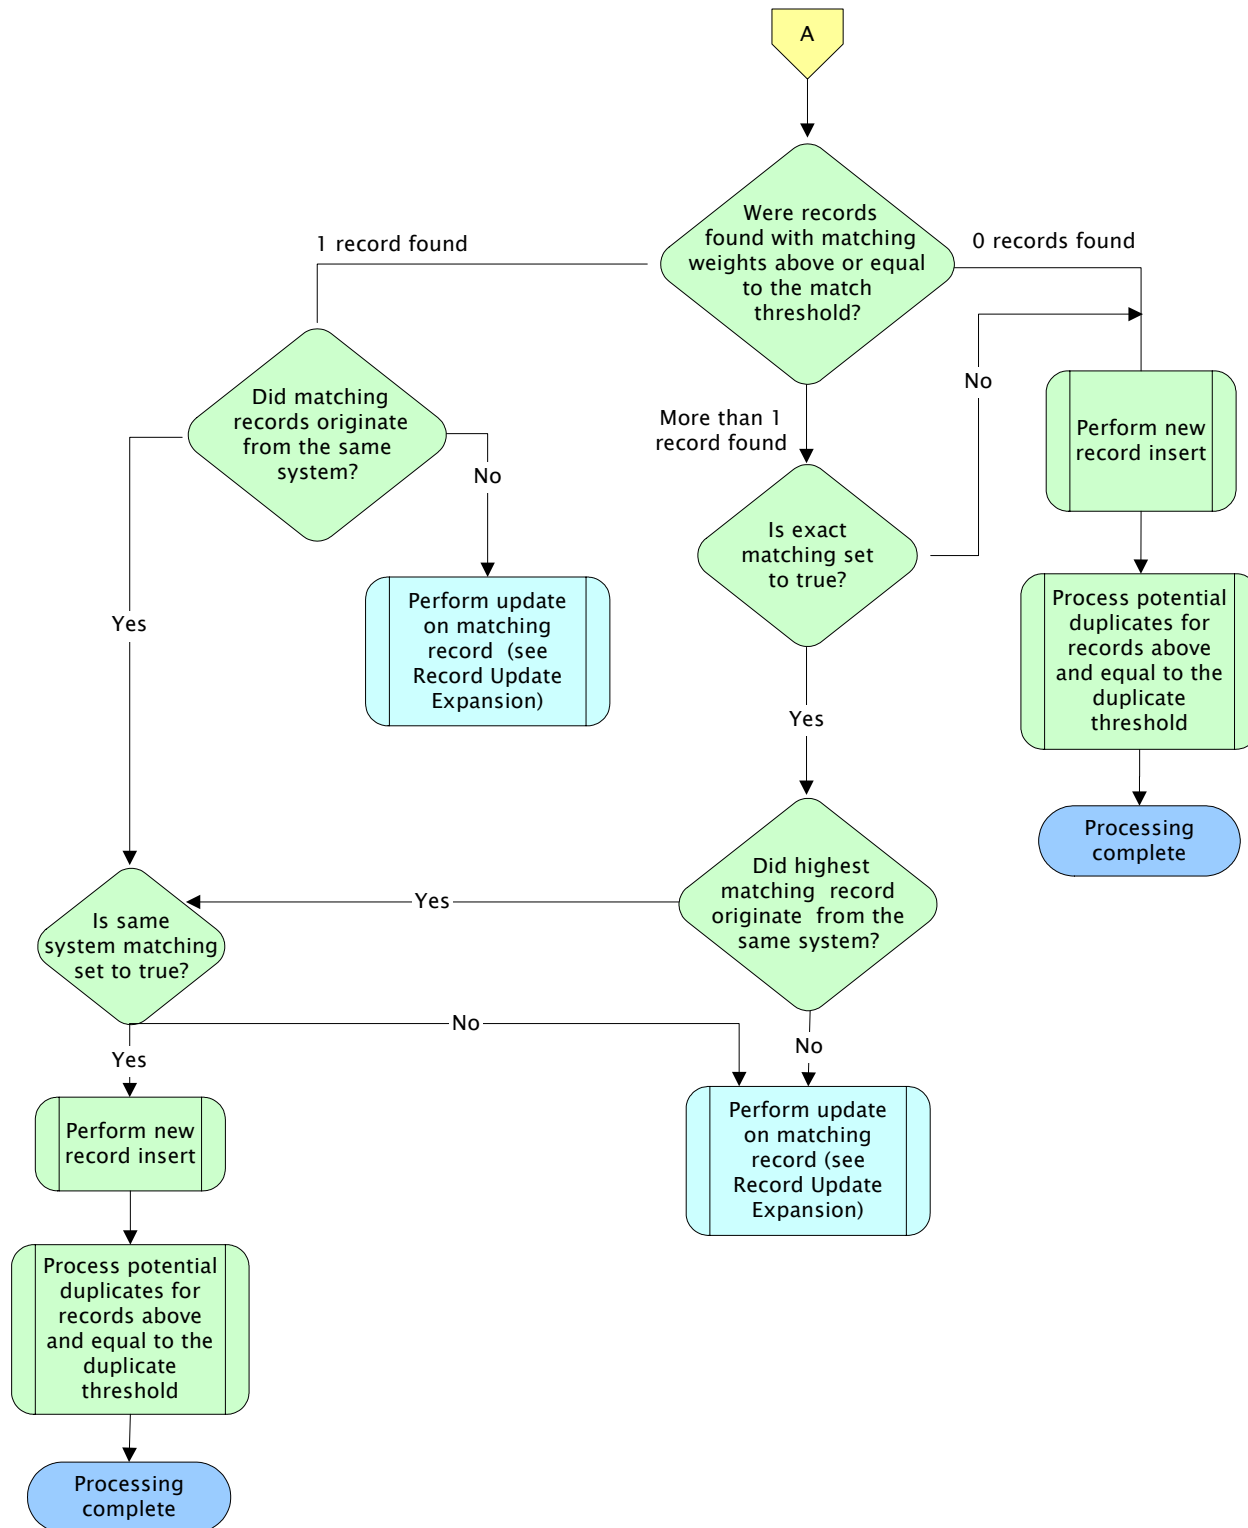 A
Were records
found with matching
weights above or equal
to the match
threshold?
1 record found
0 records found
Did matching
records originate
from the same
system?
No
More than 1
record found
No
Perform new
record insert
Is exact
matching set
to true?
Yes
Perform update
on matching
record (see
Record Update
Expansion)
Process potential
duplicates for
records above
and equal to the
duplicate
threshold
Yes
Processing
complete
Did highest
matching record
originate from the
same system?
Yes
Is same
system matching
set to true?
No
No
Yes
Perform new
record insert
Perform update
on matching
record (see
Record Update
Expansion)
Process potential
duplicates for
records above
and equal to the
duplicate
threshold
Processing
complete